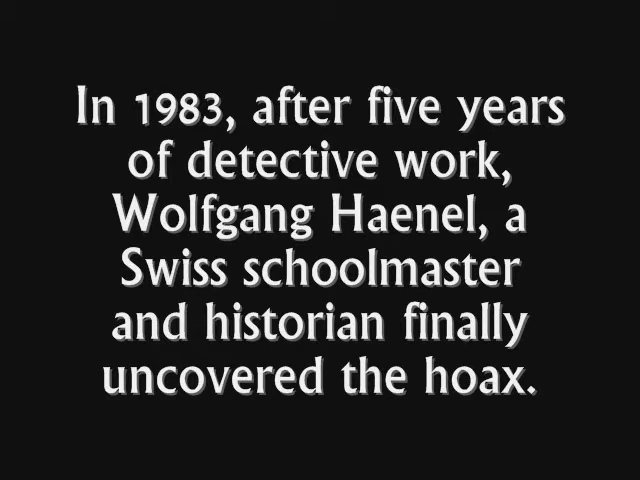 In 1983, after five years
of detective work,
Wolfgang Haenel, a
Swiss schoolmaster
and historian finally
uncovered the hoax.